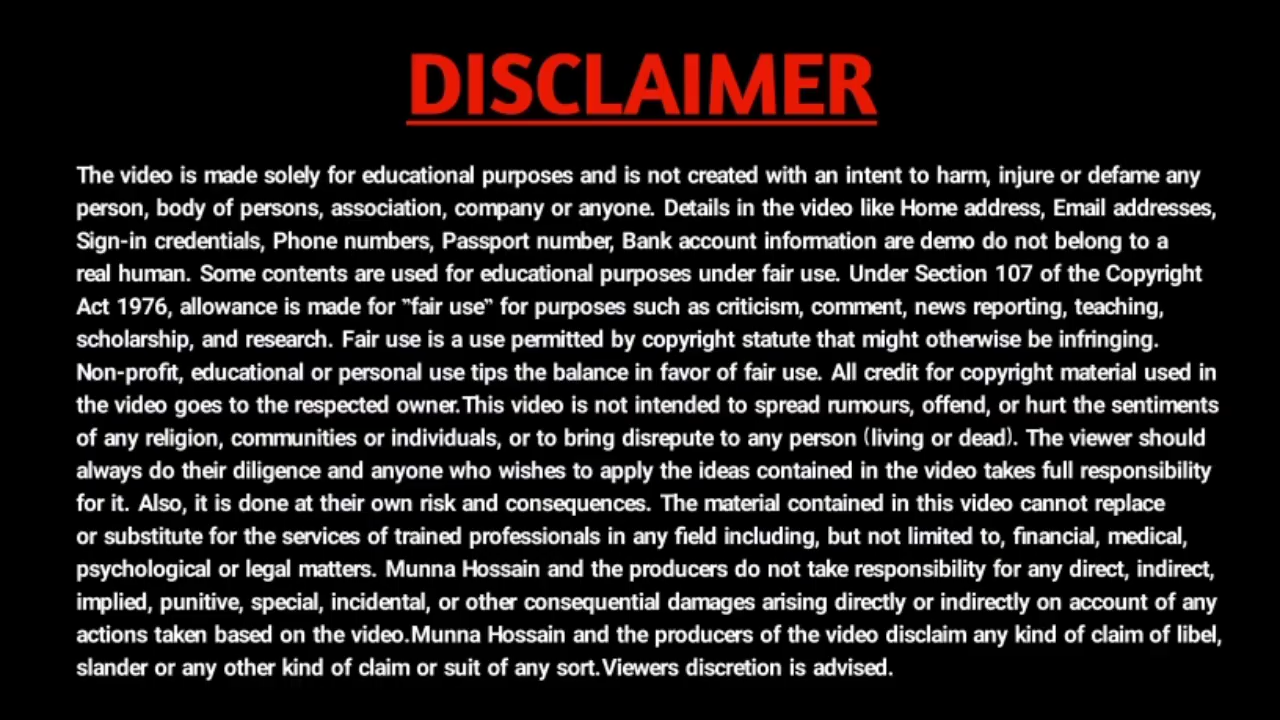 DISCLAIMER
The video is made solely for educational purposes and is not created with an intent to harm, injure or defame any
person, body of persons, association, company or anyone. Details in the video like Home address, Email addresses,
Sign-in credentials, Phone numbers, Passport number, Bank account information are demo do not belong to a
real human. Some contents are used for educational purposes under fair use. Under Section 107 of the Copyright
Act 1976, allowance is made for "fair use" for purposes such as criticism, comment, news reporting, teaching,
scholarship, and research. Fair use is a use permitted by copyright statute that might otherwise be infringing.
Non-profit, educational or personal use tips the balance in favor of fair use. All credit for copyright material used in
the video goes to the respected owner.This video is not intended to spread rumours, offend, or hurt the sentiments
of any religion, communities or individuals, or to bring disrepute to any person (living or dead). The viewer should
always do their diligence and anyone who wishes to apply the ideas contained in the video takes full responsibility
for it. Also, it is done at their own risk and consequences. The material contained in this video cannot replace
or substitute for the services of trained professionals in any field including, but not limited to, financial, medical,
psychological or legal matters. Munna Hossain and the producers do not take responsibility for any direct, indirect,
implied, punitive, special, incidental, or other consequential damages arising directly or indirectly on account of any
actions taken based on the video.Munna Hossain and the producers of the video disclaim any kind of claim of libel,
slander or any other kind of claim or suit of any sort.Viewers discretion is advised.